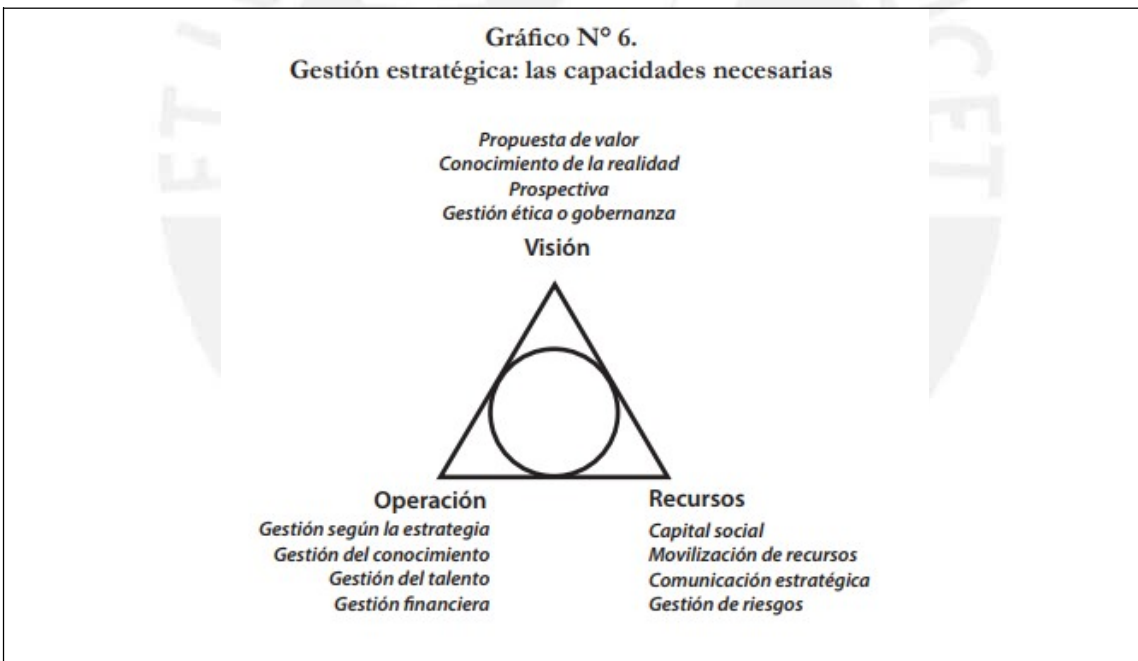 Gráfico N° 6.
Gestión estratégica: las capacidades necesarias
Propuesta de valor
Conocimiento de la realidad
Prospectiva
Gestión ética o gobernanza
Visión
Operación
Gestión según la estrategia
Gestión del conocimiento
Gestión del talento
Gestión financiera
Recursos
Capital social
Movilización de recursos
Comunicación estratégica
Gestión de riesgos